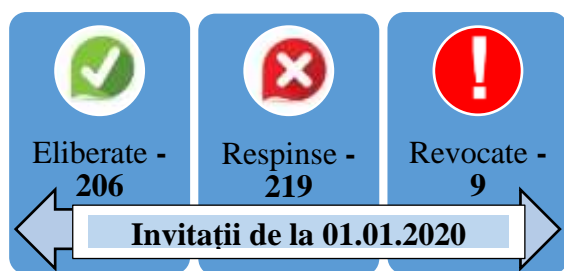 Eliberate -
206
Respinse -
219
Revocate -
9
Invitații de la 01.01.2020